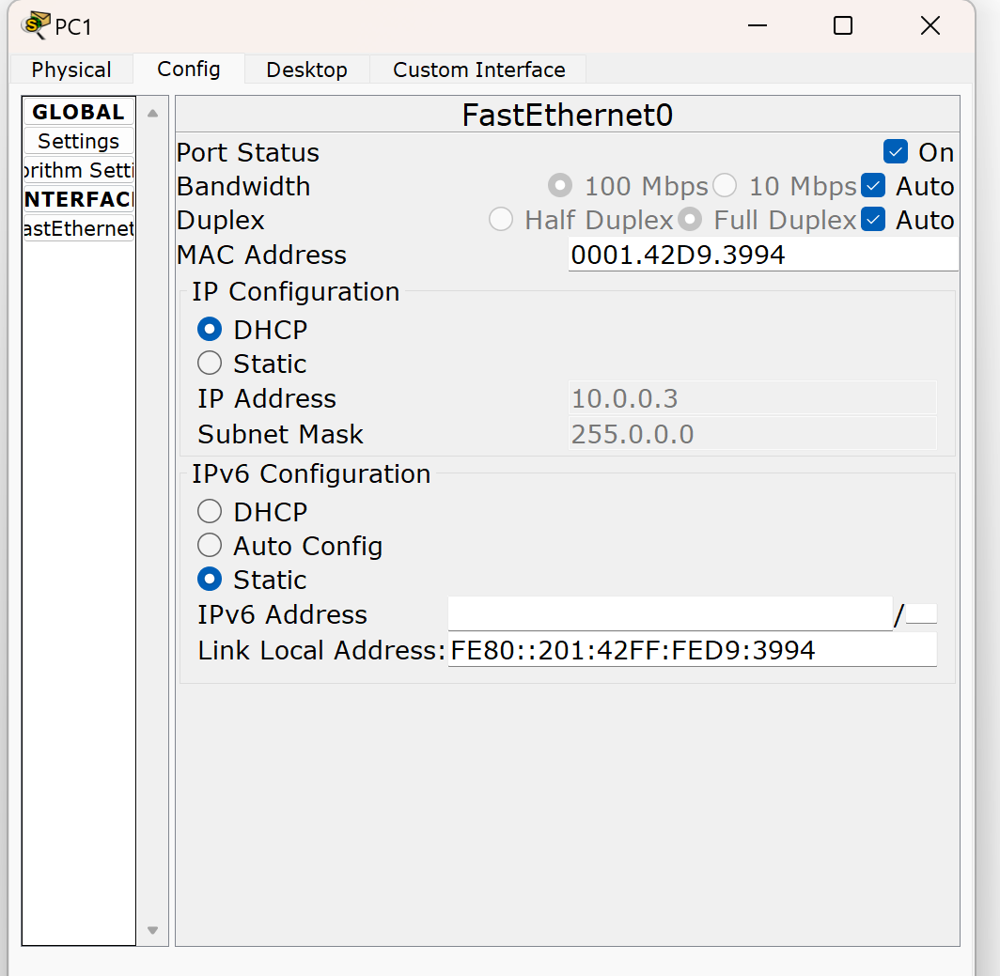 PC1
Physical Config Desktop Custom Interface
GLOBAL
Settings
orithm Setti
NTERFAC
astEthernet
FastEthernet0
Port Status On
Bandwidth 100 Mbps 10 Mbps Auto
Duplex Half Duplex Full Duplex Auto
MAC Address 0001.42D9.3994
IP Configuration
DHCP
Static
IP Address 10.0.0.3
Subnet Mask 255.0.0.0
IPv6 Configuration
DHCP
Auto Config
Static
IPv6 Address /
Link Local Address: FE80::201:42FF:FED9:3994